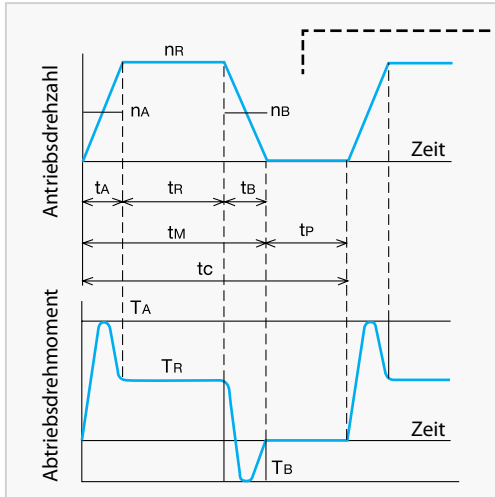 Antriebsdrehzahl
nR
nA
nB
Zeit
tA
tR
tB
tM
tP
tC
Abtriebsdrehmoment
TA
TR
TB
Zeit